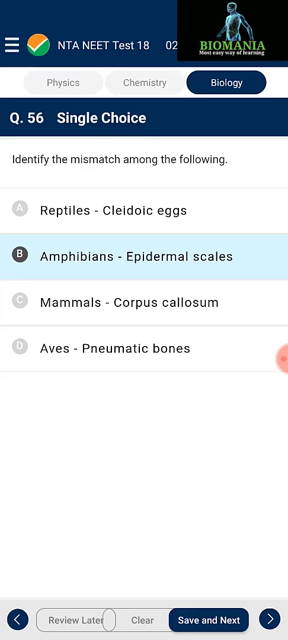 NTA NEET Test 18 02
BIOMANIA
Most easy way of learning
Physics Chemistry Biology
Q. 56 Single Choice
Identify the mismatch among the following.
A Reptiles - Cleidoic eggs
B Amphibians - Epidermal scales
C Mammals - Corpus callosum
D Aves - Pneumatic bones
Review Later Clear Save and Next